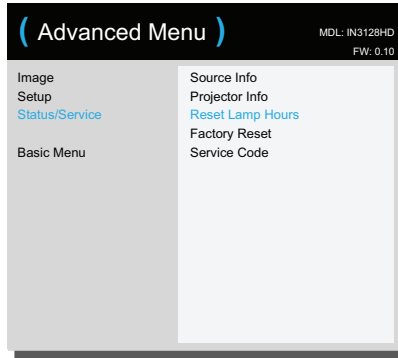 ( Advanced Menu )
MDL: IN3128HD
FW: 0.10
Image
Setup
Status/Service
Basic Menu
Source Info
Projector Info
Reset Lamp Hours
Factory Reset
Service Code